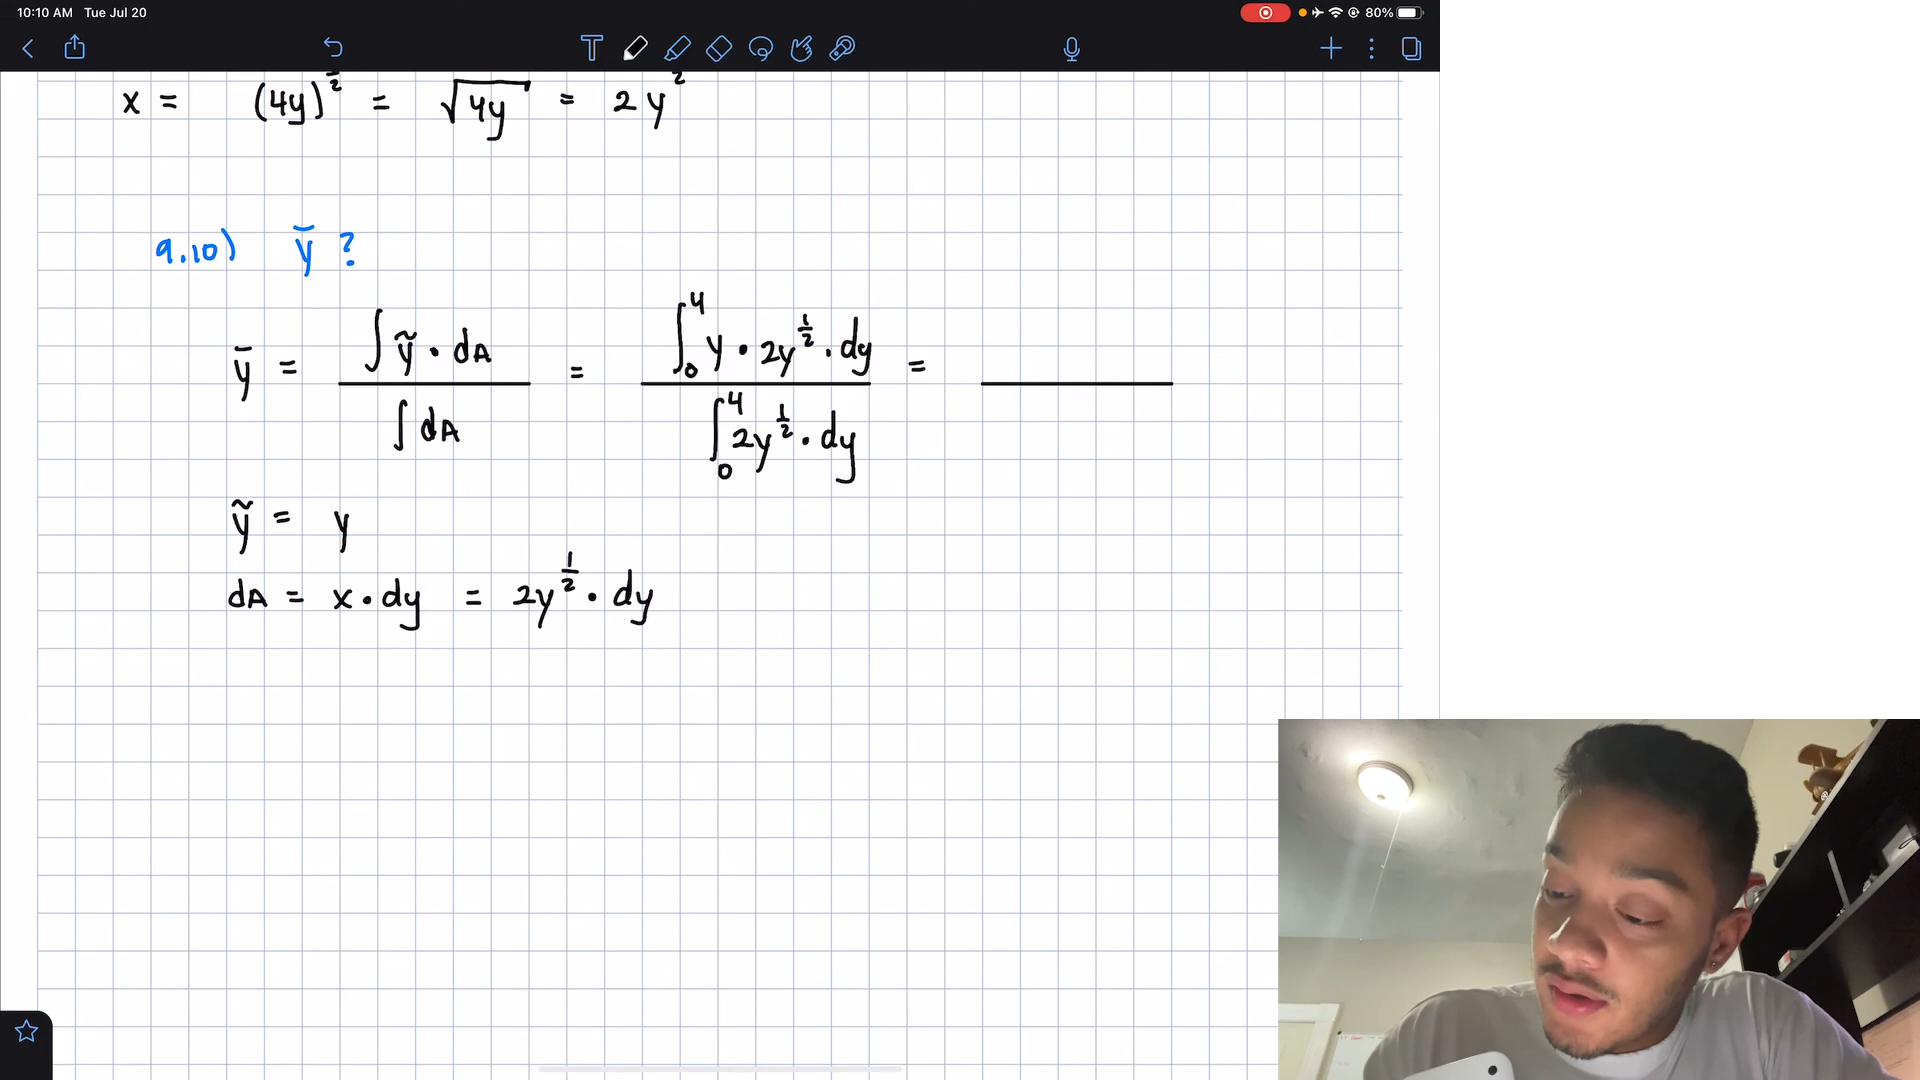 10:10 AM Tue Jul 20
80%
T
x = (4y)^½ = √4y = 2y^½
9.10) ȳ ?
ȳ = ∫ ỹ · dA / ∫ dA = ∫₀⁴ y · 2y^½ · dy / ∫₀⁴ 2y^½ · dy =
ỹ = y
dA = x · dy = 2y^½ · dy